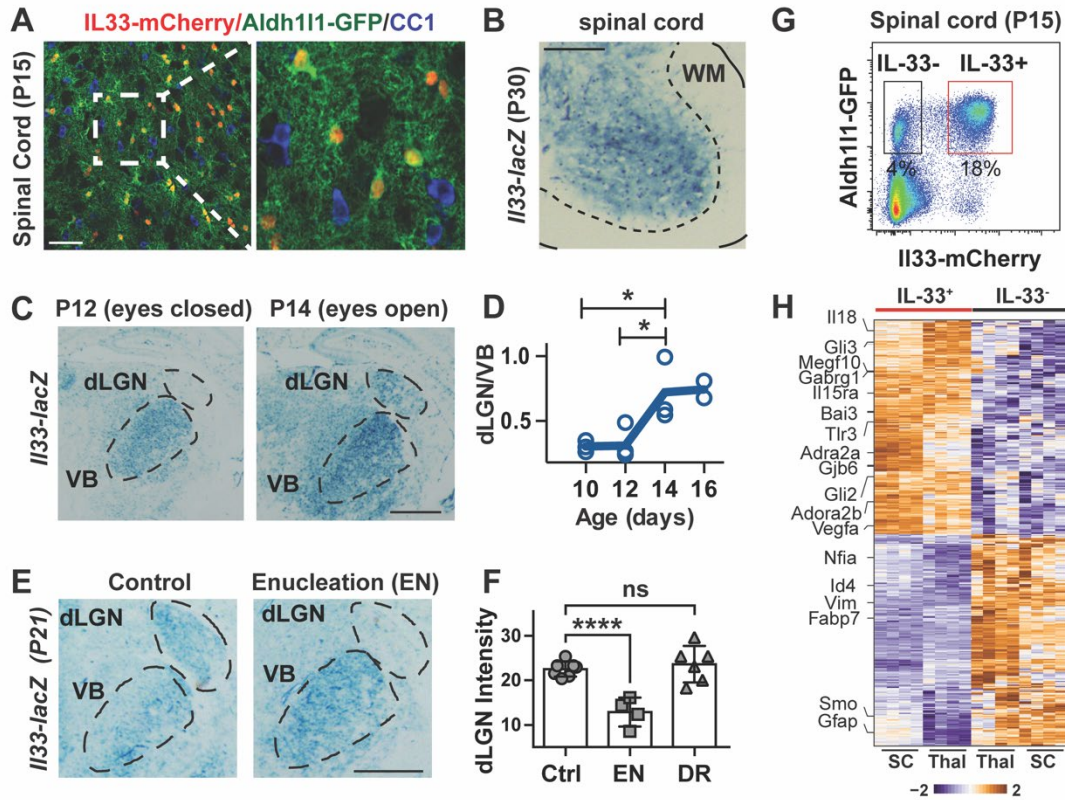 A
IL33-mCherry/Aldh1l1-GFP/CC1
Spinal Cord (P15)
B
spinal cord
Il33-lacZ (P30)
WM
G
Spinal cord (P15)
IL-33- IL-33+
4% 18%
Aldh1l1-GFP
Il33-mCherry
C
P12 (eyes closed) P14 (eyes open)
Il33-lacZ
dLGN dLGN
VB VB
D
* 
*
dLGN/VB
1.0
0.5
10 12 14 16
Age (days)
E
Control Enucleation (EN)
Il33-lacZ (P21)
dLGN dLGN
VB VB
F
ns
****
dLGN Intensity
30
20
10
Ctrl EN DR
H
IL-33+ IL-33-
Il18
Gli3
Megf10
Gabrg1
Il15ra
Bai3
Tlr3
Adra2a
Gjb6
Gli2
Adora2b
Vegfa
Nfia
Id4
Vim
Fabp7
Smo
Gfap
SC Thal Thal SC
−2 2